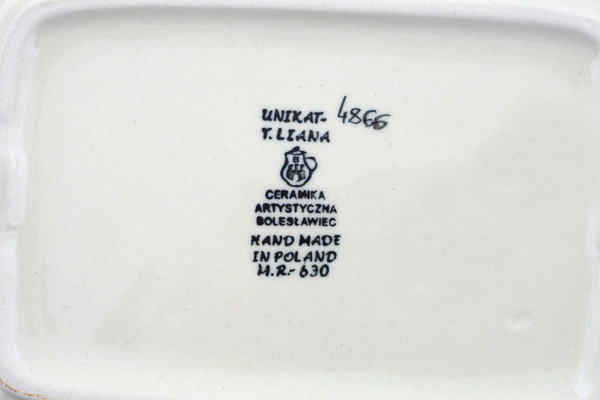 UNIKAT- 4866
T. LIANA
B
CERAMIKA
ARTYSTYCZNA
BOLESŁAWIEC
HAND MADE
IN POLAND
M.R.- 630